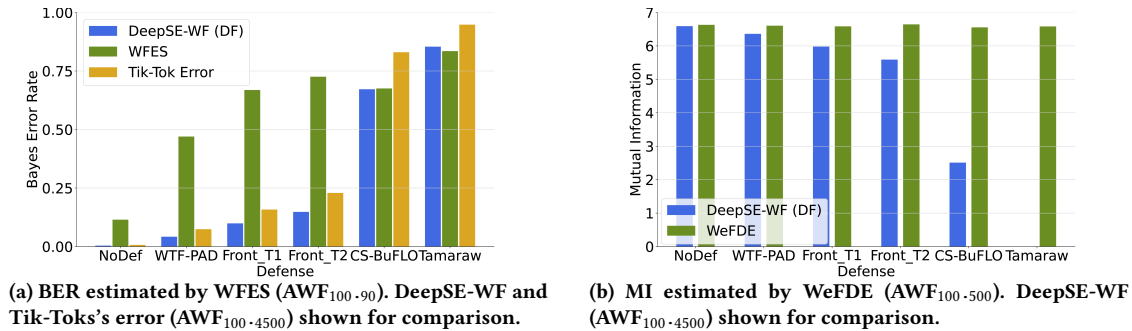 1.00
0.75
0.50
0.25
0.00
Bayes Error Rate
DeepSE-WF (DF)
WFES
Tik-Tok Error
NoDef WTF-PAD Front_T1 Front_T2 CS-BuFLO Tamaraw
Defense
(a) BER estimated by WFES (AWF100·90). DeepSE-WF and
Tik-Toks's error (AWF100·4500) shown for comparison.
7
6
5
4
3
2
1
0
Mutual Information
DeepSE-WF (DF)
WeFDE
NoDef WTF-PAD Front_T1 Front_T2 CS-BuFLO Tamaraw
Defense
(b) MI estimated by WeFDE (AWF100·500). DeepSE-WF
(AWF100·4500) shown for comparison.